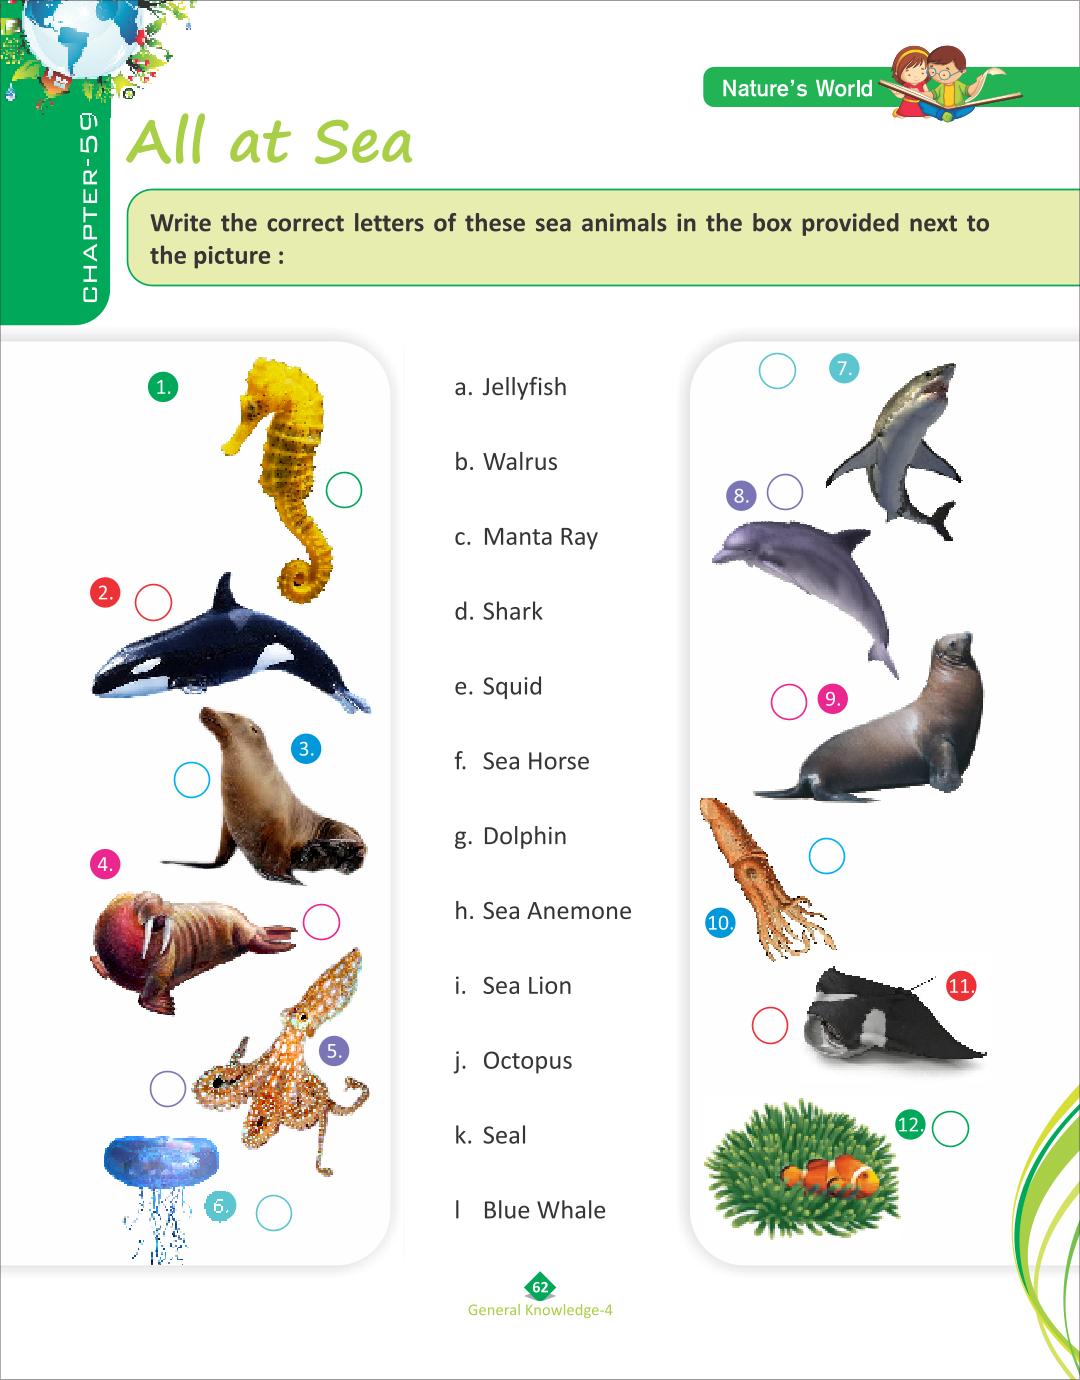 Nature's World
CHAPTER-59
All at Sea
Write the correct letters of these sea animals in the box provided next to
the picture :
1.
2.
3.
4.
5.
6.
a. Jellyfish
b. Walrus
c. Manta Ray
d. Shark
e. Squid
f. Sea Horse
g. Dolphin
h. Sea Anemone
i. Sea Lion
j. Octopus
k. Seal
l Blue Whale
7.
8.
9.
10.
11.
12.
62
General Knowledge-4